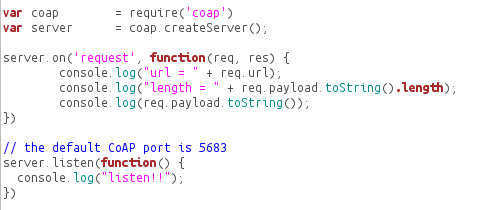 var coap        = require('coap')
var server      = coap.createServer();

server.on('request', function(req, res) {
        console.log("url = " + req.url);
        console.log("length = " + req.payload.toString().length);
        console.log(req.payload.toString());
})

// the default CoAP port is 5683
server.listen(function() {
  console.log("listen!!");
})